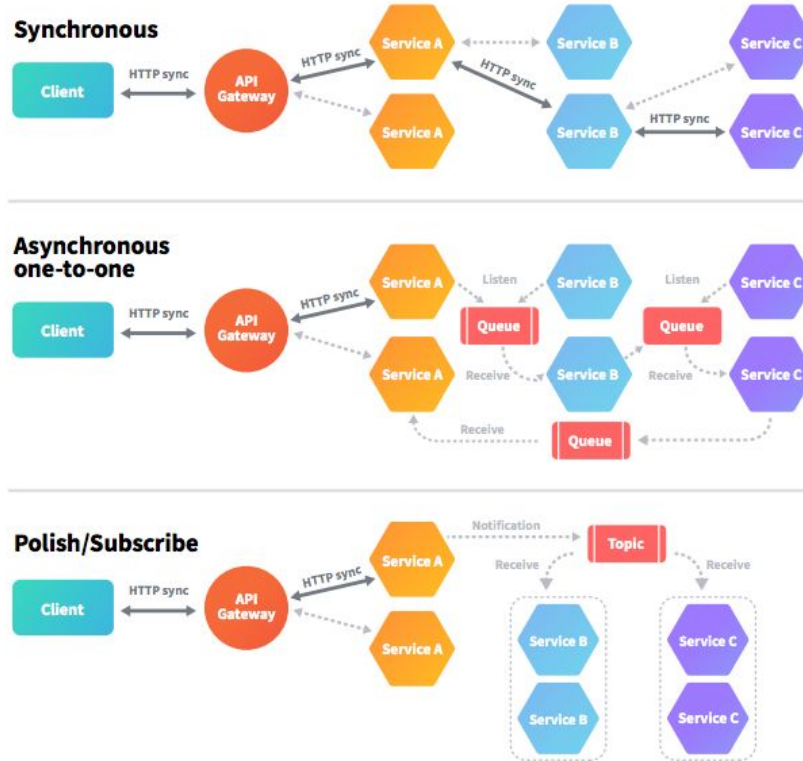 Synchronous
Client
HTTP sync
API
Gateway
HTTP sync
Service A
Service A
HTTP sync
Service B
Service B
HTTP sync
Service C
Service C
Asynchronous
one-to-one
Client
HTTP sync
API
Gateway
HTTP sync
Service A
Service A
Listen
Queue
Receive
Service B
Service B
Listen
Queue
Receive
Service C
Service C
Receive
Queue
Polish/Subscribe
Client
HTTP sync
API
Gateway
HTTP sync
Service A
Service A
Notification
Topic
Receive
Receive
Service B
Service B
Service C
Service C